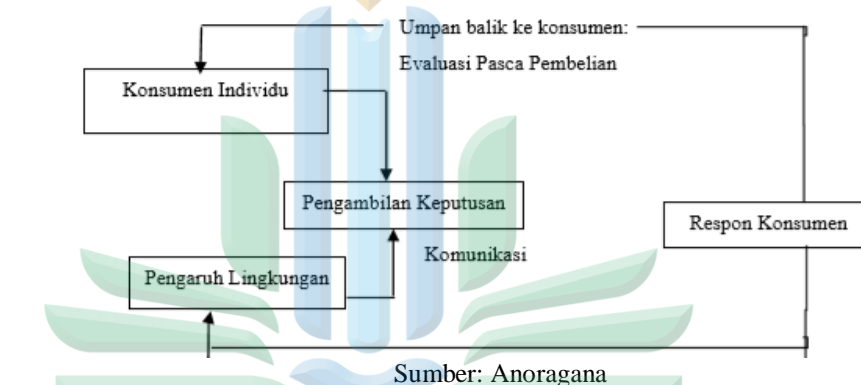 Umpan balik ke konsumen:
Evaluasi Pasca Pembelian
Konsumen Individu
Pengambilan Keputusan
Respon Konsumen
Komunikasi
Pengaruh Lingkungan
Sumber: Anoragana